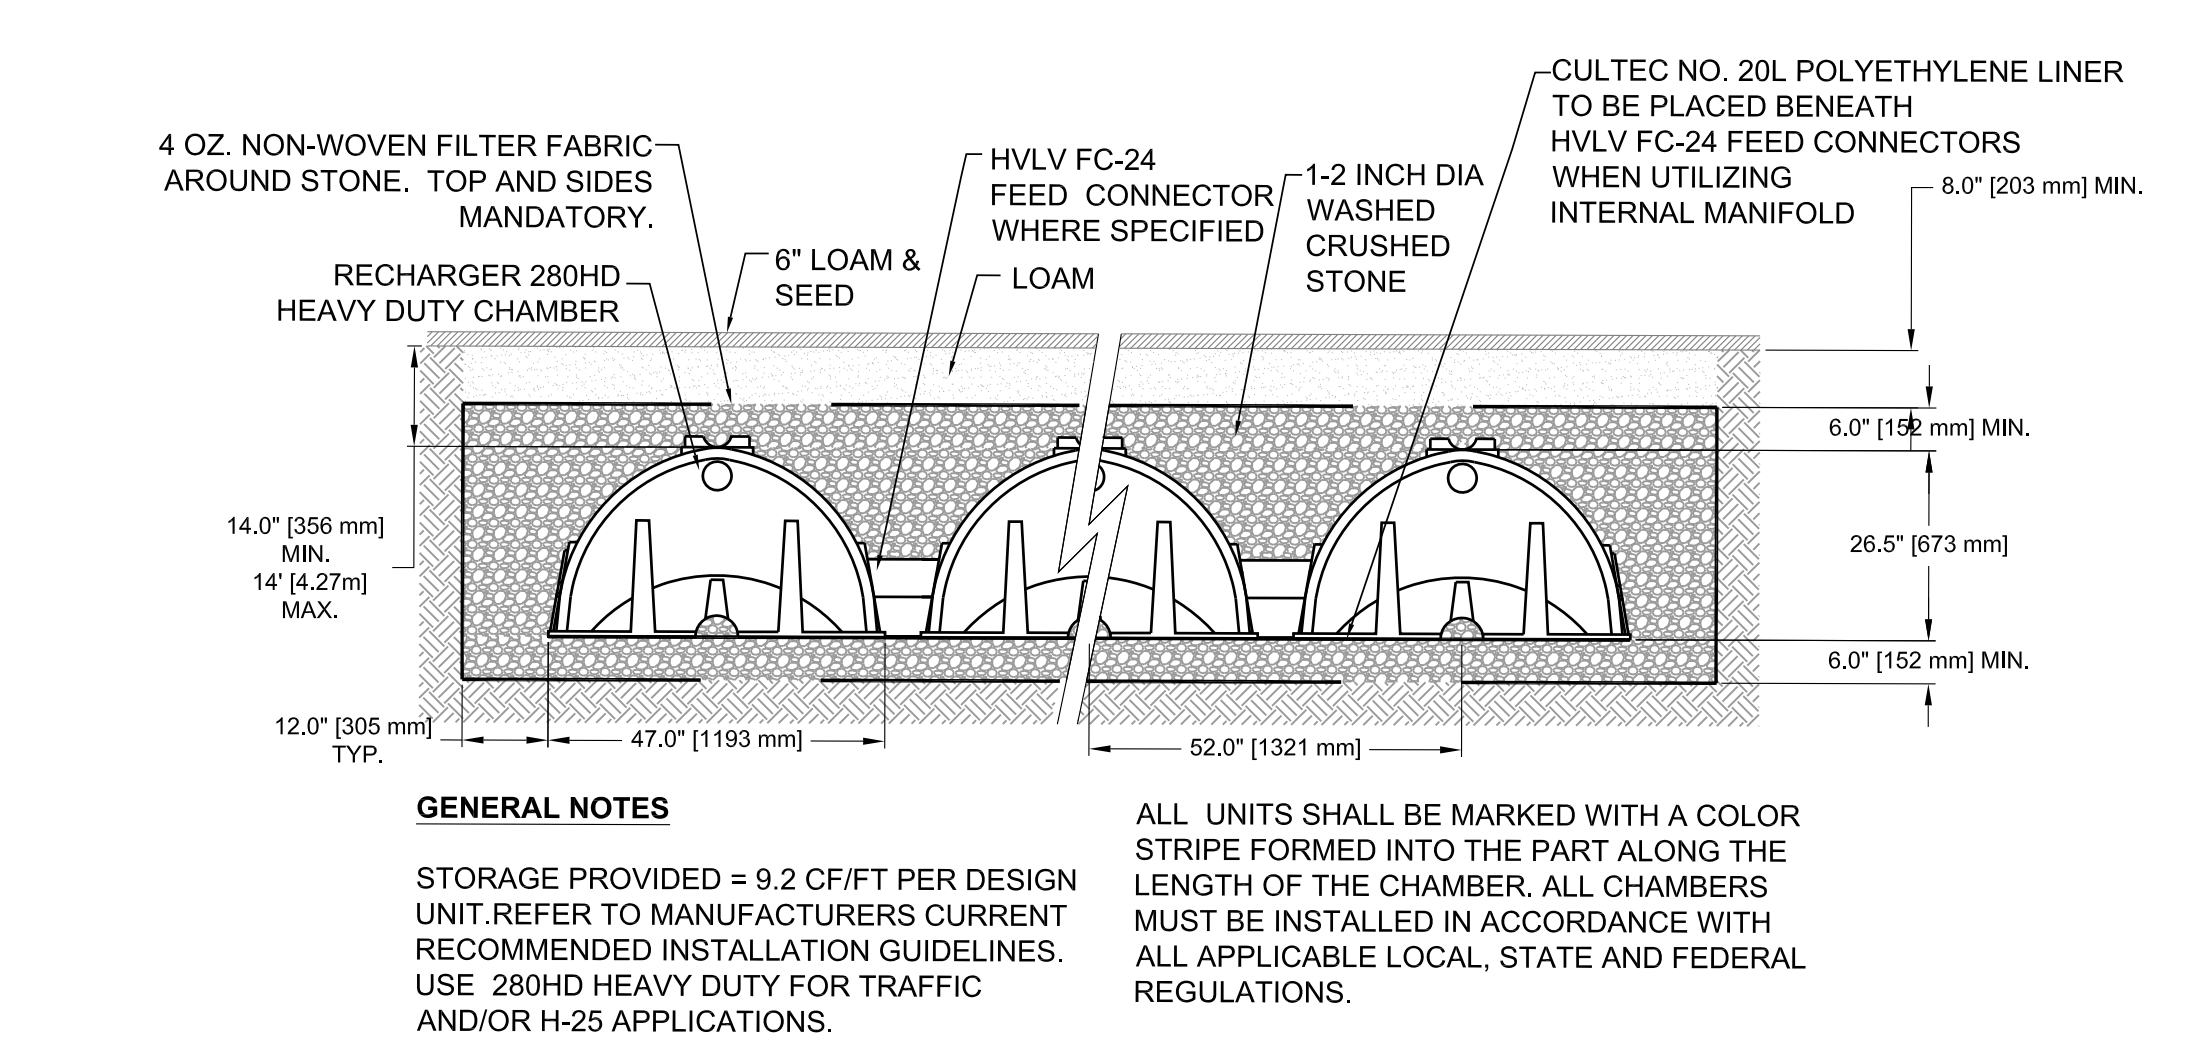 4 OZ. NON-WOVEN FILTER FABRIC
AROUND STONE. TOP AND SIDES
MANDATORY.
RECHARGER 280HD
HEAVY DUTY CHAMBER
6" LOAM &
SEED
HVLV FC-24
FEED CONNECTOR
WHERE SPECIFIED
LOAM
1-2 INCH DIA
WASHED
CRUSHED
STONE
CULTEC NO. 20L POLYETHYLENE LINER
TO BE PLACED BENEATH
HVLV FC-24 FEED CONNECTORS
WHEN UTILIZING
INTERNAL MANIFOLD
8.0" [203 mm] MIN.
6.0" [152 mm] MIN.
26.5" [673 mm]
6.0" [152 mm] MIN.
14.0" [356 mm]
MIN.
14' [4.27m]
MAX.
12.0" [305 mm]
TYP.
47.0" [1193 mm]
52.0" [1321 mm]
GENERAL NOTES
STORAGE PROVIDED = 9.2 CF/FT PER DESIGN
UNIT.REFER TO MANUFACTURERS CURRENT
RECOMMENDED INSTALLATION GUIDELINES.
USE 280HD HEAVY DUTY FOR TRAFFIC
AND/OR H-25 APPLICATIONS.
ALL UNITS SHALL BE MARKED WITH A COLOR
STRIPE FORMED INTO THE PART ALONG THE
LENGTH OF THE CHAMBER. ALL CHAMBERS
MUST BE INSTALLED IN ACCORDANCE WITH
ALL APPLICABLE LOCAL, STATE AND FEDERAL
REGULATIONS.